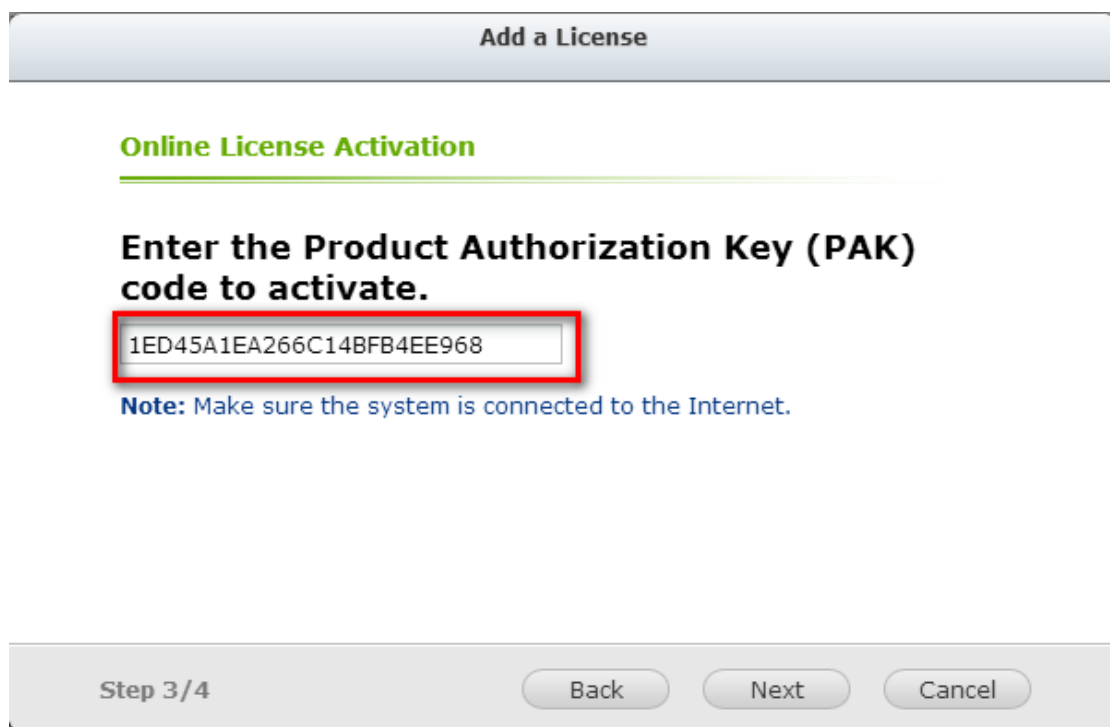 Add a License
Online License Activation
Enter the Product Authorization Key (PAK)
code to activate.
1ED45A1EA266C14BFB4EE968
Note: Make sure the system is connected to the Internet.
Step 3/4
Back
Next
Cancel